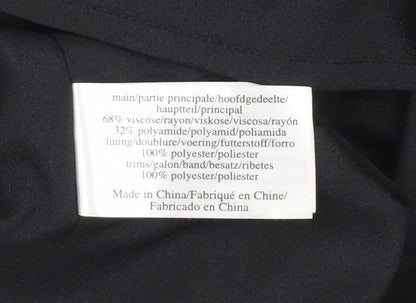 main/partie principale/hoofdgedeelte/
hauptteil/principal
68% viscose/rayon/viskose/viscosa/rayón
32% polyamide/polyamid/poliamida
lining/doublure/voering/futterstoff/forro
100% polyester/poliester
trims/galon/band/besatz/ribetes
100% polyester/poliester
Made in China/Fabriqué en Chine/
Fabricado en China